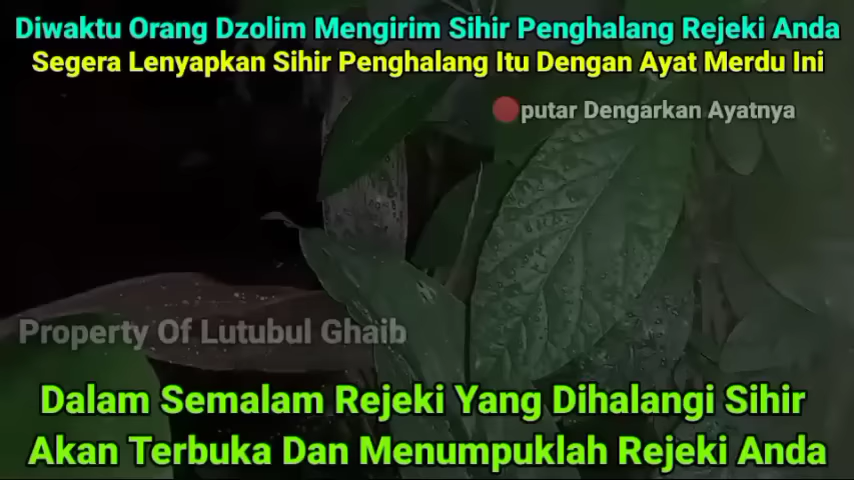 Diwaktu Orang Dzolim Mengirim Sihir Penghalang Rejeki Anda
Segera Lenyapkan Sihir Penghalang Itu Dengan Ayat Merdu Ini
putar Dengarkan Ayatnya
Property Of Lutubul Ghaib
Dalam Semalam Rejeki Yang Dihalangi Sihir
Akan Terbuka Dan Menumpuklah Rejeki Anda